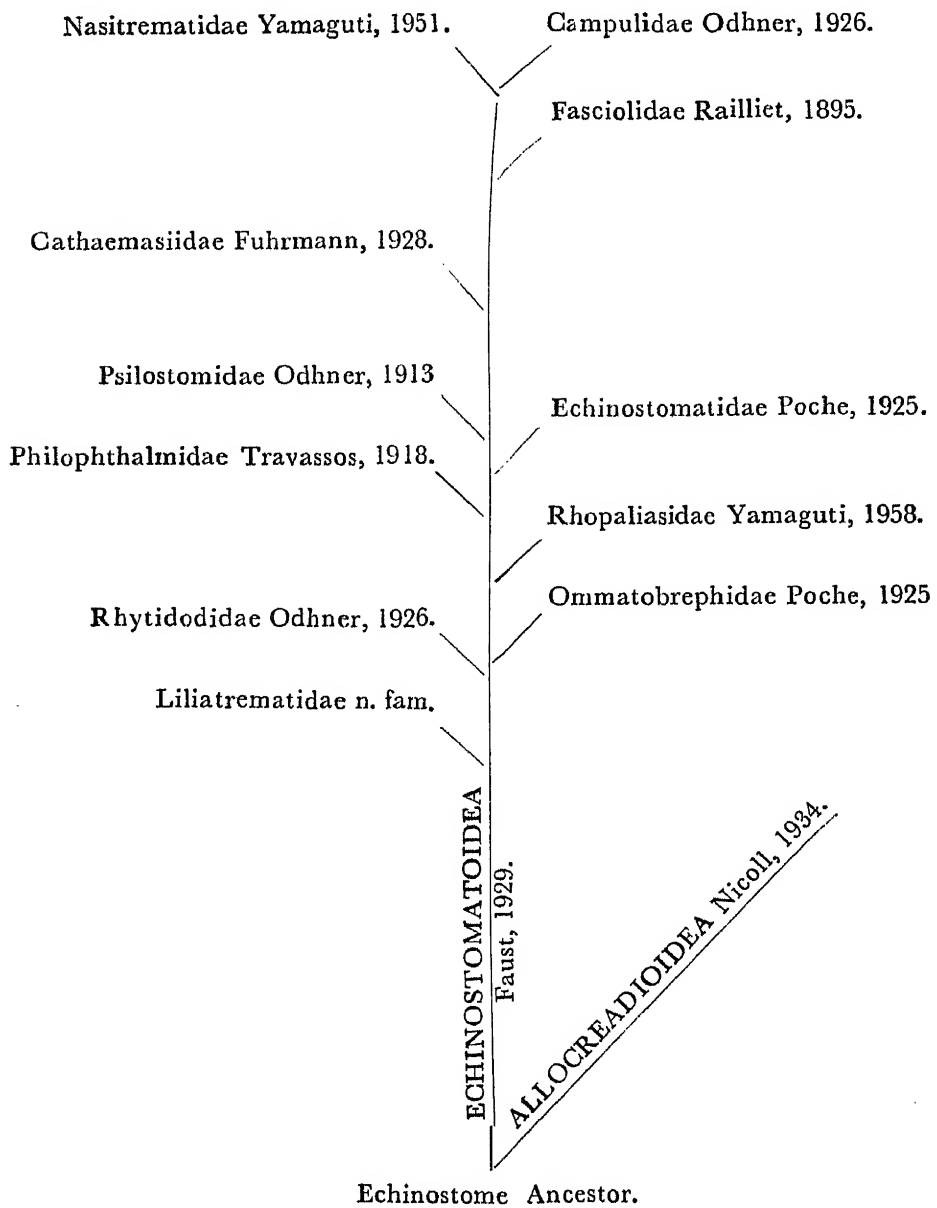 Nasitrematidae Yamaguti, 1951.
Campulidae Odhner, 1926.
Fasciolidae Railliet, 1895.
Cathaemasiidae Fuhrmann, 1928.
Psilostomidae Odhner, 1913
Echinostomatidae Poche, 1925.
Philophthalmidae Travassos, 1918.
Rhopaliasidae Yamaguti, 1958.
Ommatobrephidae Poche, 1925
Rhytidodidae Odhner, 1926.
Liliatrematidae n. fam.
ECHINOSTOMATOIDEA
Faust, 1929.
ALLOCREADIOIDEA Nicoll, 1934.
Echinostome Ancestor.